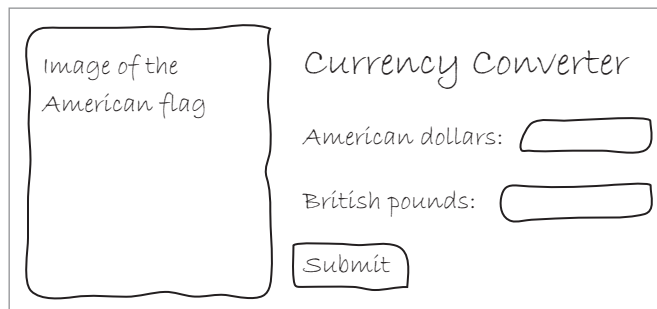 Image of the
American flag
Currency Converter
American dollars:
British pounds:
Submit